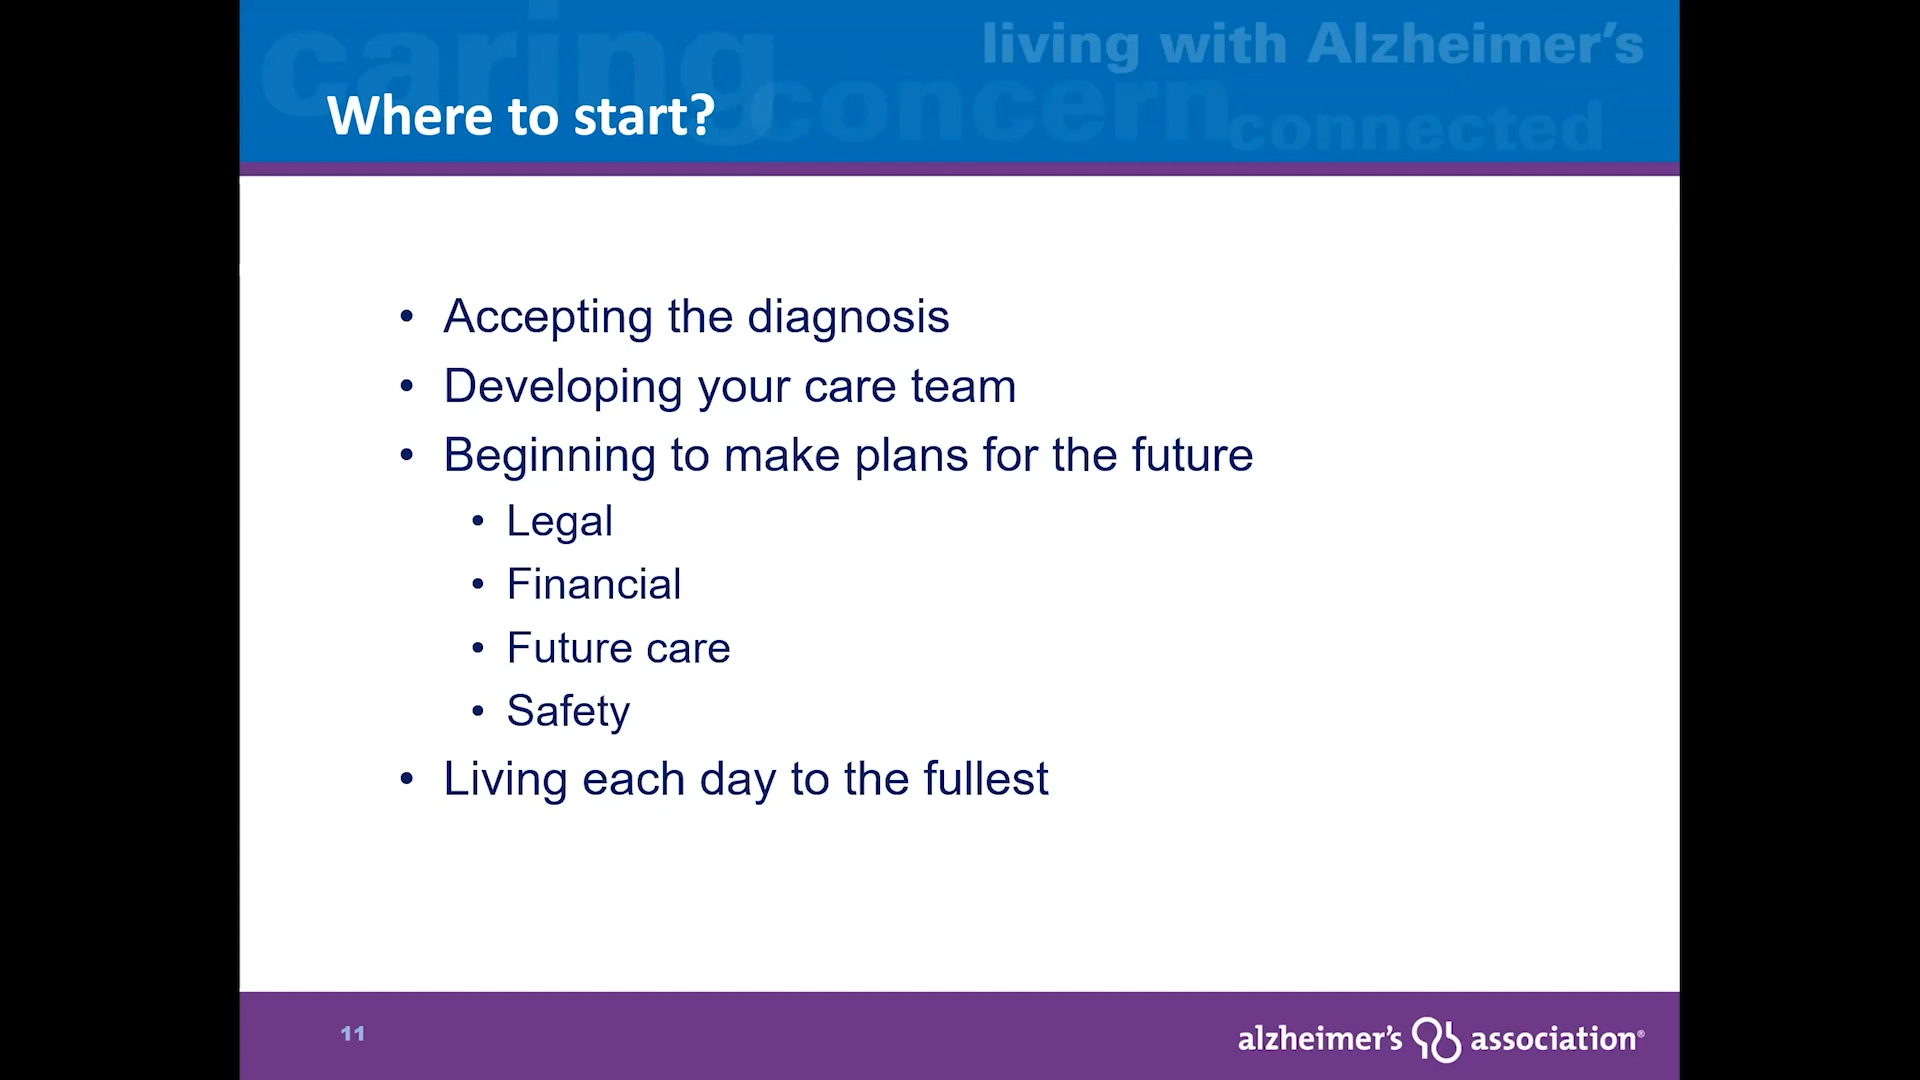 caring
living with Alzheimer's
concern
connected
Where to start?
• Accepting the diagnosis
• Developing your care team
• Beginning to make plans for the future
• Legal
• Financial
• Future care
• Safety
• Living each day to the fullest
11
alzheimer's association®